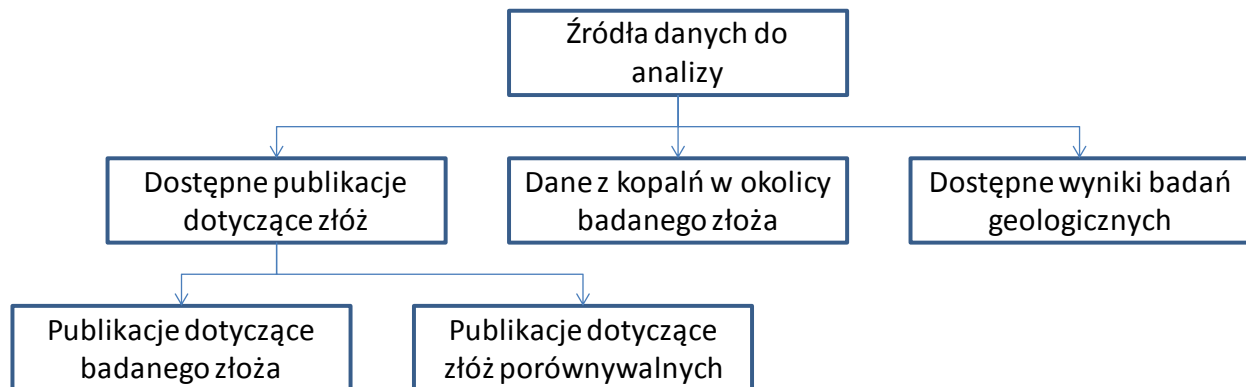 Źródła danych do
analizy
Dostępne publikacje
dotyczące złóż
Dane z kopalń w okolicy
badanego złoża
Dostępne wyniki badań
geologicznych
Publikacje dotyczące
badanego złoża
Publikacje dotyczące
złóż porównywalnych